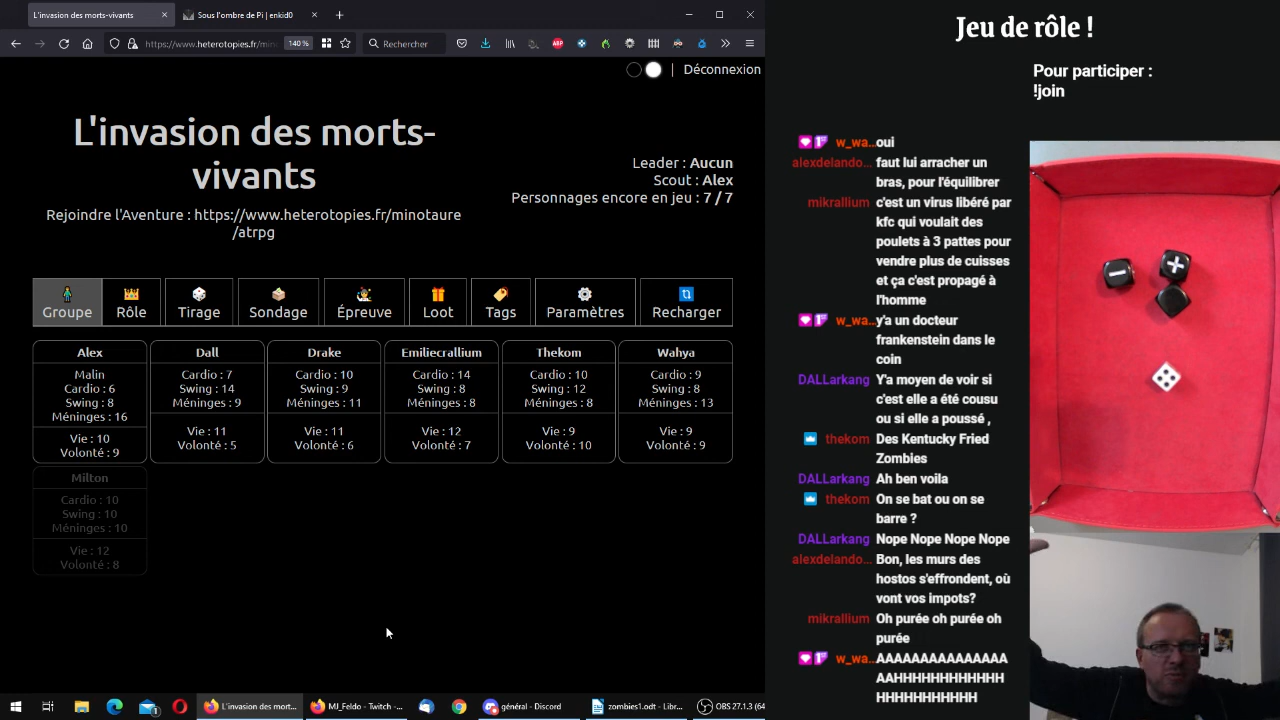 L'invasion des morts-vivants
Sous l'ombre de Pi | enkid0
https://www.heterotopies.fr/min
140 %
Rechercher
ABP
Déconnexion
L'invasion des morts-
vivants
Rejoindre l'Aventure : https://www.heterotopies.fr/minotaure
/atrpg
Leader : Aucun
Scout : Alex
Personnages encore en jeu : 7 / 7
Groupe
Rôle
Tirage
Sondage
Épreuve
Loot
Tags
Paramètres
Recharger
Alex
Malin
Cardio : 6
Swing : 8
Méninges : 16
Vie : 10
Volonté : 9
Dall
Cardio : 7
Swing : 14
Méninges : 9
Vie : 11
Volonté : 5
Drake
Cardio : 10
Swing : 9
Méninges : 11
Vie : 11
Volonté : 6
Emiliecrallium
Cardio : 14
Swing : 8
Méninges : 8
Vie : 12
Volonté : 7
Thekom
Cardio : 10
Swing : 12
Méninges : 8
Vie : 9
Volonté : 10
Wahya
Cardio : 9
Swing : 8
Méninges : 13
Vie : 9
Volonté : 9
Milton
Cardio : 10
Swing : 10
Méninges : 10
Vie : 12
Volonté : 8
L'invasion des mort...
MJ_Feldo - Twitch -...
général - Discord
zombies1.odt - Libr...
OBS 27.1.3 (64
Jeu de rôle !
Pour participer :
!join
w_wa... oui
alexdelando... faut lui arracher un
bras, pour l'équilibrer
mikrallium c'est un virus libéré par
kfc qui voulait des
poulets à 3 pattes pour
vendre plus de cuisses
et ça c'est propagé à
l'homme
w_wa... y'a un docteur
frankenstein dans le
coin
DALLarkang Y'a moyen de voir si
c'est elle a été cousu
ou si elle a poussé ,
thekom Des Kentucky Fried
Zombies
DALLarkang Ah ben voila
thekom On se bat ou on se
barre ?
DALLarkang Nope Nope Nope Nope
alexdelando... Bon, les murs des
hostos s'effrondent, où
vont vos impots?
mikrallium Oh purée oh purée oh
purée
w_wa... AAAAAAAAAAAAAAA
AAHHHHHHHHHHHH
HHHHHHHHHHH